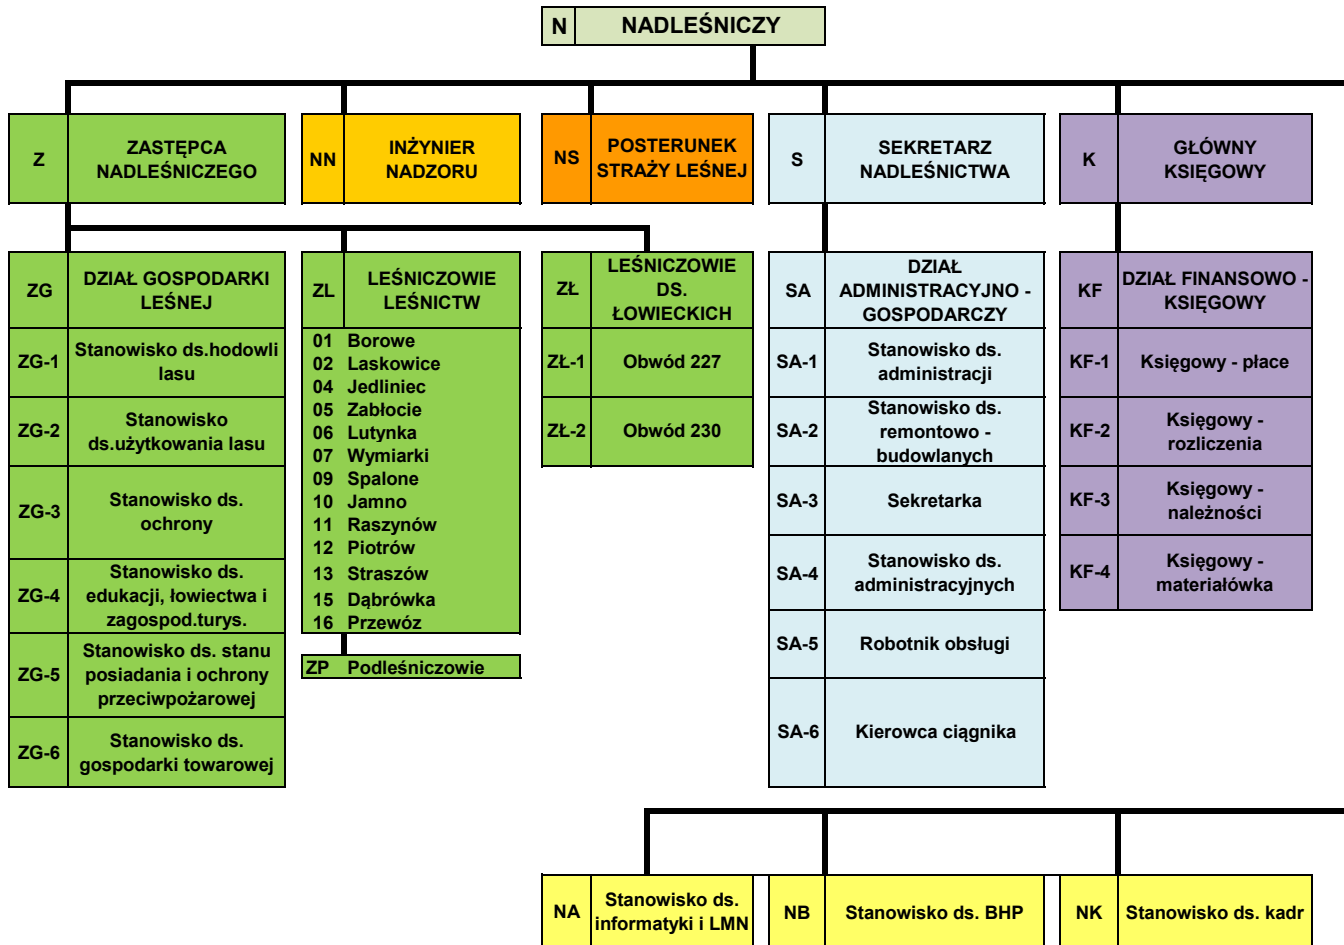 N NADLEŚNICZY
Z ZASTĘPCA
NADLEŚNICZEGO
NN INŻYNIER
NADZORU
NS POSTERUNEK
STRAŻY LEŚNEJ
S SEKRETARZ
NADLEŚNICTWA
K GŁÓWNY
KSIĘGOWY
ZG DZIAŁ GOSPODARKI
LEŚNEJ
ZG-1 Stanowisko ds.hodowli
lasu
ZG-2 Stanowisko
ds.użytkowania lasu
ZG-3 Stanowisko ds.
ochrony
ZG-4 Stanowisko ds.
edukacji, łowiectwa i
zagospod.turys.
ZG-5 Stanowisko ds. stanu
posiadania i ochrony
przeciwpożarowej
ZG-6 Stanowisko ds.
gospodarki towarowej
ZL LEŚNICZOWIE
LEŚNICTW
01 Borowe
02 Laskowice
04 Jedliniec
05 Zabłocie
06 Lutynka
07 Wymiarki
09 Spalone
10 Jamno
11 Raszynów
12 Piotrów
13 Straszów
15 Dąbrówka
16 Przewóz
ZP Podleśniczowie
ZŁ LEŚNICZOWIE
DS.
ŁOWIECKICH
ZŁ-1 Obwód 227
ZŁ-2 Obwód 230
SA DZIAŁ
ADMINISTRACYJNO -
GOSPODARCZY
SA-1 Stanowisko ds.
administracji
SA-2 Stanowisko ds.
remontowo -
budowlanych
SA-3 Sekretarka
SA-4 Stanowisko ds.
administracyjnych
SA-5 Robotnik obsługi
SA-6 Kierowca ciągnika
KF DZIAŁ FINANSOWO -
KSIĘGOWY
KF-1 Księgowy - płace
KF-2 Księgowy -
rozliczenia
KF-3 Księgowy -
należności
KF-4 Księgowy -
materiałówka
NA Stanowisko ds.
informatyki i LMN
NB Stanowisko ds. BHP
NK Stanowisko ds. kadr